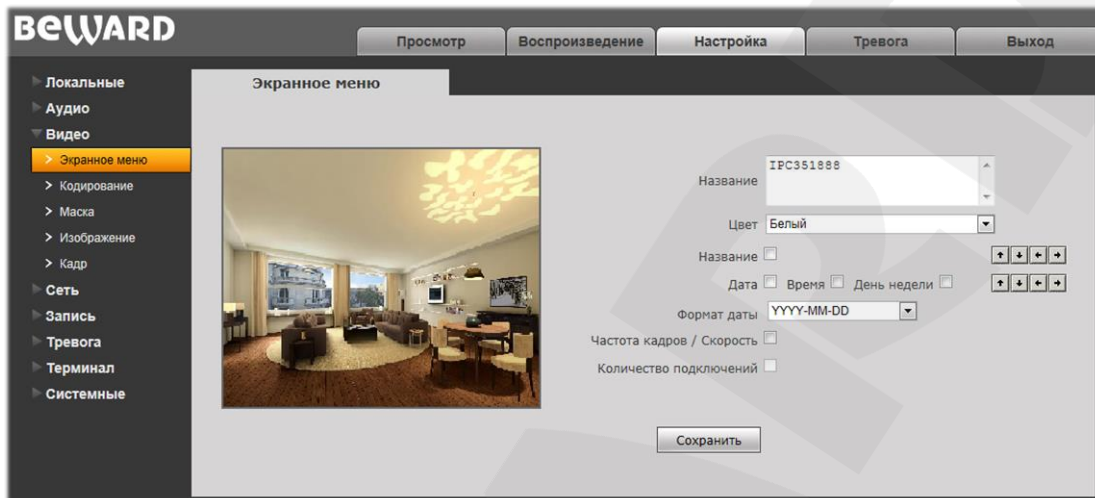 BEWARD
Просмотр
Воспроизведение
Настройка
Тревога
Выход
Локальные
Аудио
Видео
Экранное меню
Кодирование
Маска
Изображение
Кадр
Сеть
Запись
Тревога
Терминал
Системные
Экранное меню
Название IPC351888
Цвет Белый
Название
Дата Время День недели
Формат даты YYYY-MM-DD
Частота кадров / Скорость
Количество подключений
Сохранить